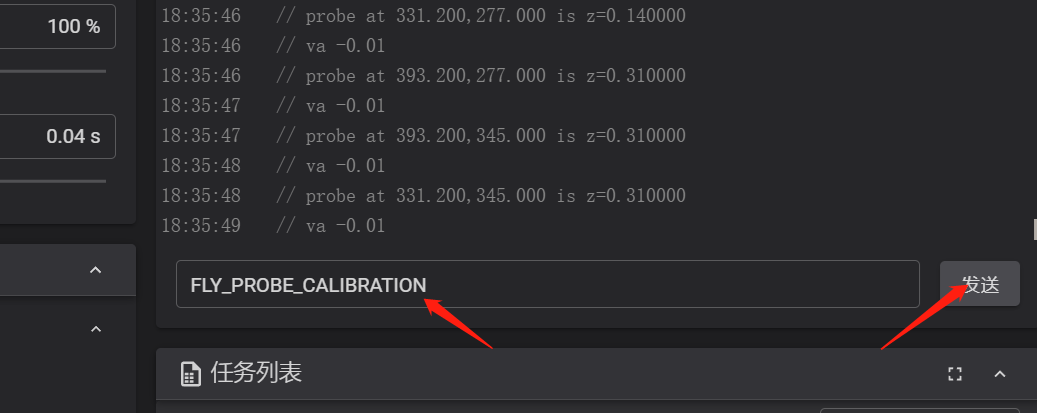 100 %
0.04 s
18:35:46 // probe at 331.200,277.000 is z=0.140000
18:35:46 // va -0.01
18:35:46 // probe at 393.200,277.000 is z=0.310000
18:35:47 // va -0.01
18:35:47 // probe at 393.200,345.000 is z=0.310000
18:35:48 // va -0.01
18:35:48 // probe at 331.200,345.000 is z=0.310000
18:35:49 // va -0.01
FLY_PROBE_CALIBRATION
发送
任务列表